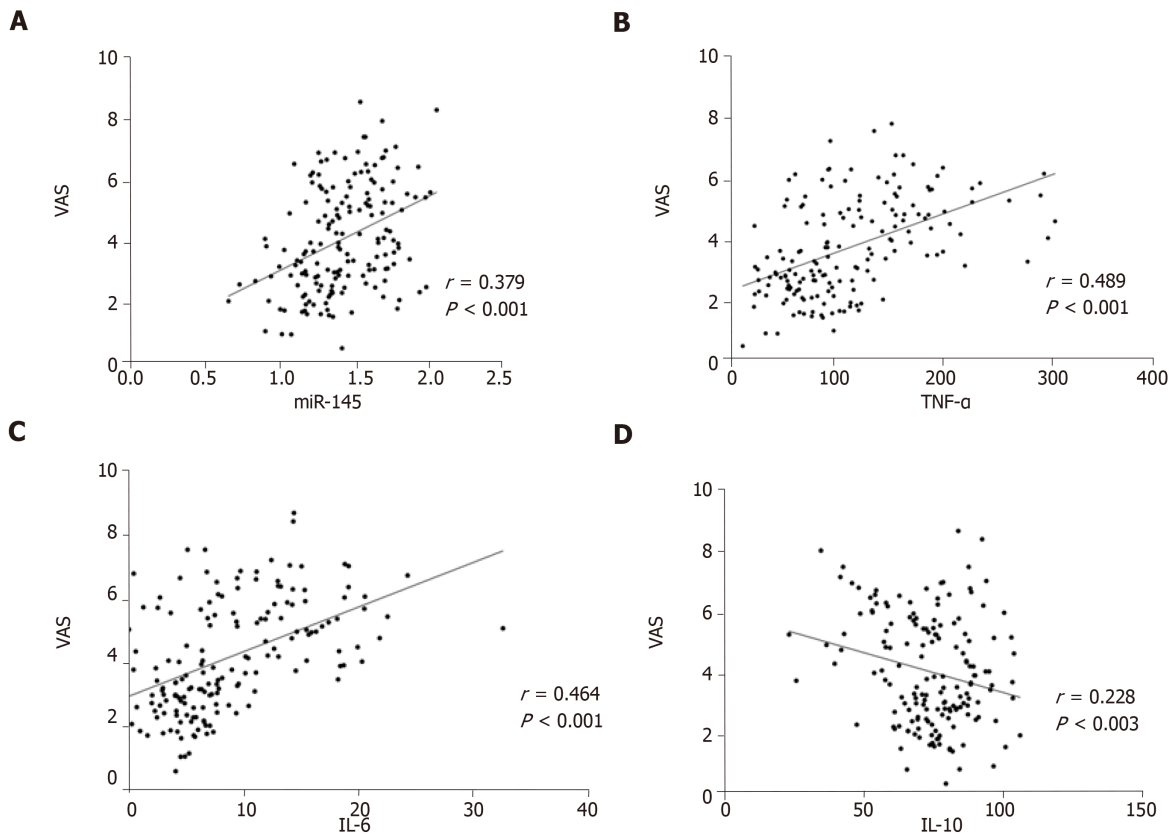 A
10
8
6
4
2
0
VAS
0.0 0.5 1.0 1.5 2.0 2.5
miR-145
r = 0.379
P < 0.001
B
10
8
6
4
2
0
VAS
0 100 200 300 400
TNF-α
r = 0.489
P < 0.001
C
10
8
6
4
2
0
VAS
0 10 20 30 40
IL-6
r = 0.464
P < 0.001
D
10
8
6
4
2
0
VAS
0 50 100 150
IL-10
r = 0.228
P < 0.003